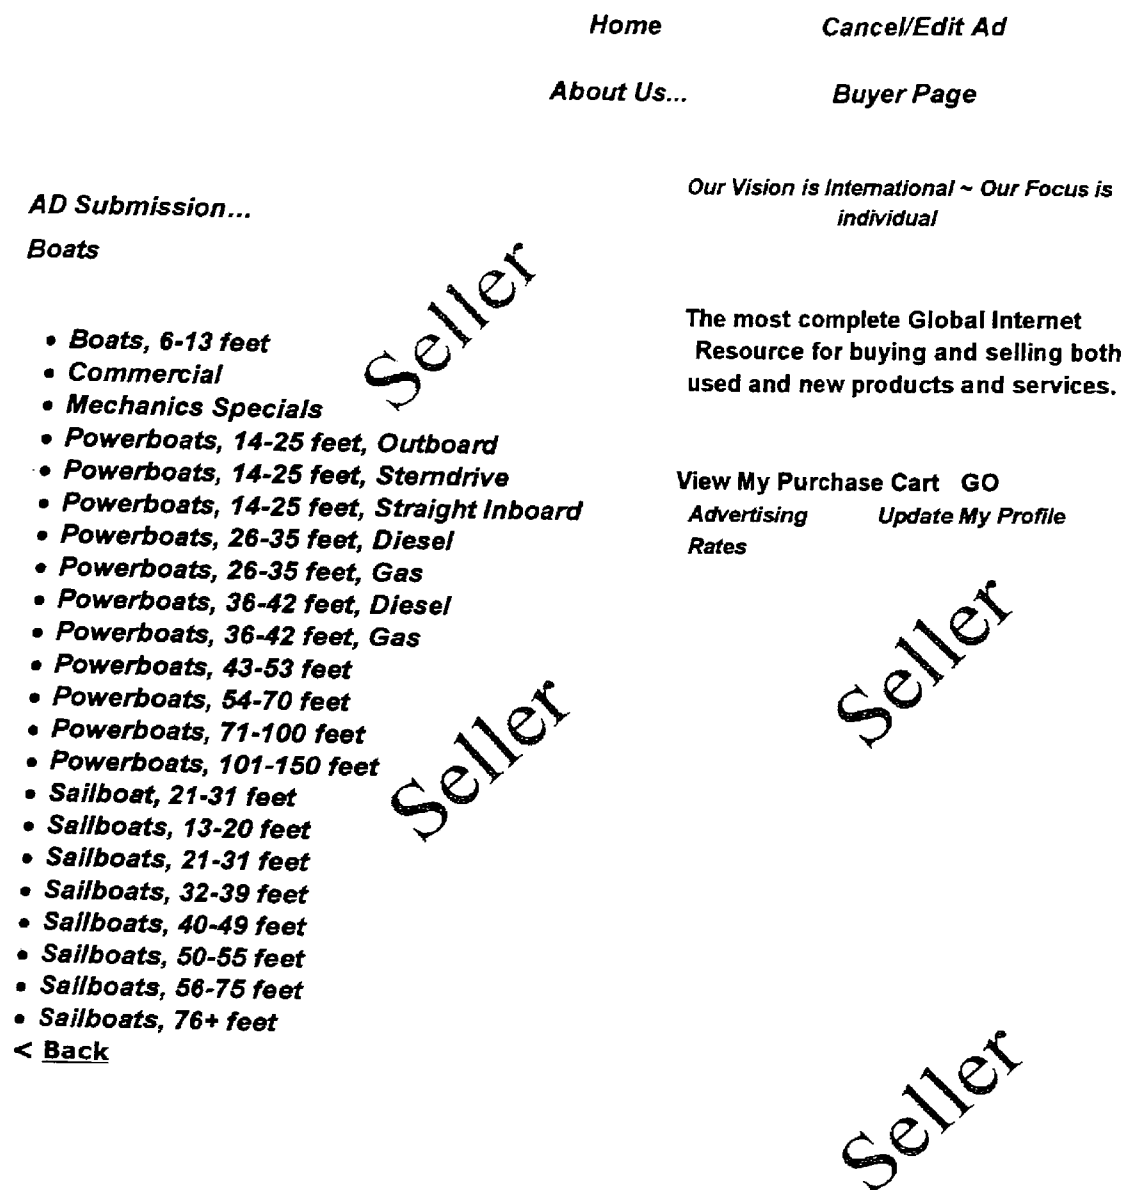 Home Cancel/Edit Ad
About Us... Buyer Page
Our Vision is International ~ Our Focus is
individual
AD Submission...
Boats
Seller
The most complete Global Internet
Resource for buying and selling both
used and new products and services.
• Boats, 6-13 feet
• Commercial
• Mechanics Specials
• Powerboats, 14-25 feet, Outboard
• Powerboats, 14-25 feet, Sterndrive
• Powerboats, 14-25 feet, Straight Inboard
• Powerboats, 26-35 feet, Diesel
• Powerboats, 26-35 feet, Gas
• Powerboats, 36-42 feet, Diesel
• Powerboats, 36-42 feet, Gas
• Powerboats, 43-53 feet
• Powerboats, 54-70 feet
• Powerboats, 71-100 feet
• Powerboats, 101-150 feet
• Sailboat, 21-31 feet
• Sailboats, 13-20 feet
• Sailboats, 21-31 feet
• Sailboats, 32-39 feet
• Sailboats, 40-49 feet
• Sailboats, 50-55 feet
• Sailboats, 56-75 feet
• Sailboats, 76+ feet
< Back
View My Purchase Cart GO
Advertising Update My Profile
Rates
Seller
Seller
Seller